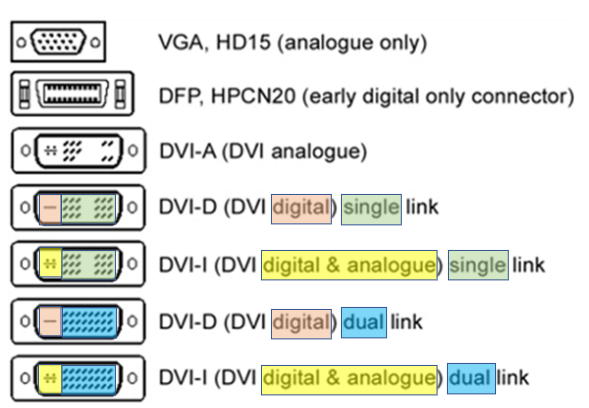 VGA, HD15 (analogue only)
DFP, HPCN20 (early digital only connector)
DVI-A (DVI analogue)
DVI-D (DVI digital) single link
DVI-I (DVI digital & analogue) single link
DVI-D (DVI digital) dual link
DVI-I (DVI digital & analogue) dual link